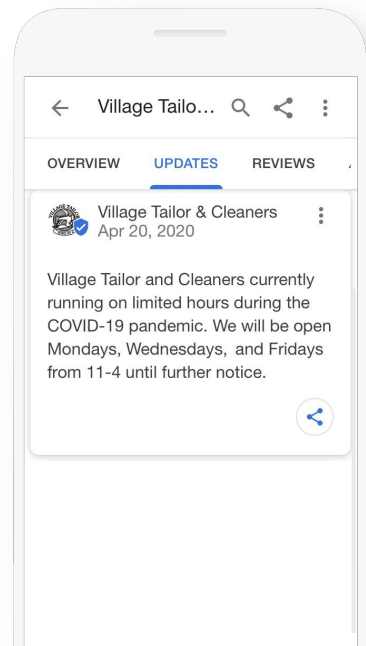 Village Tailo...
OVERVIEW UPDATES REVIEWS
Village Tailor & Cleaners
Apr 20, 2020
Village Tailor and Cleaners currently
running on limited hours during the
COVID-19 pandemic. We will be open
Mondays, Wednesdays, and Fridays
from 11-4 until further notice.